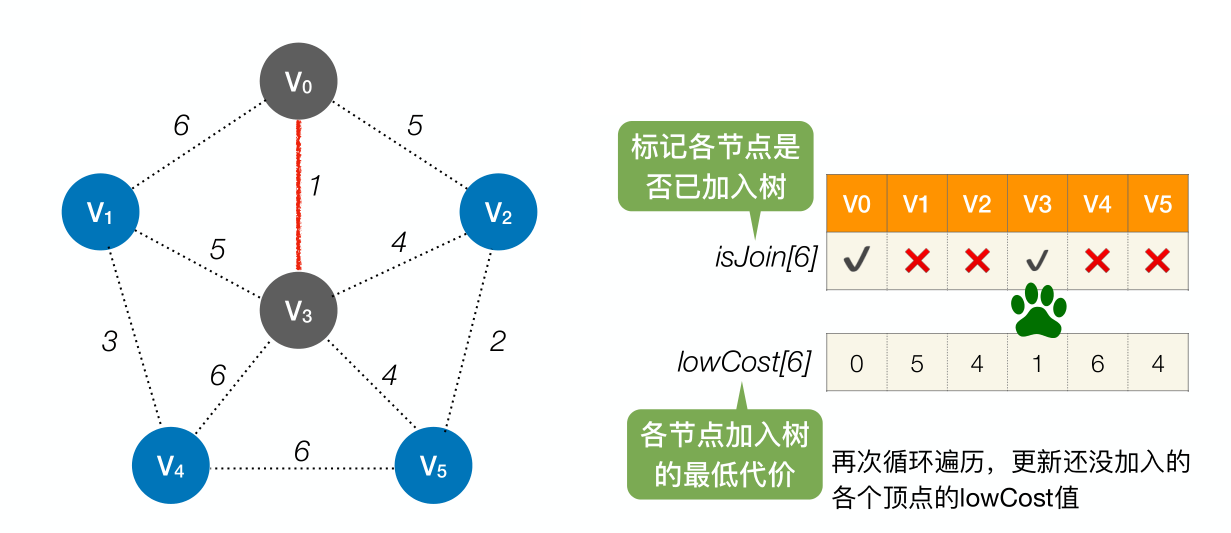 V₀
6
5
1
V₁
V₂
5
4
V₃
3
2
6
4
V₄
6
V₅
标记各节点是
否已加入树
V0 V1 V2 V3 V4 V5
isJoin[6] ✔ ✖ ✖ ✔ ✖ ✖
lowCost[6] 0 5 4 1 6 4
各节点加入树
的最低代价
再次循环遍历，更新还没加入的
各个顶点的lowCost值